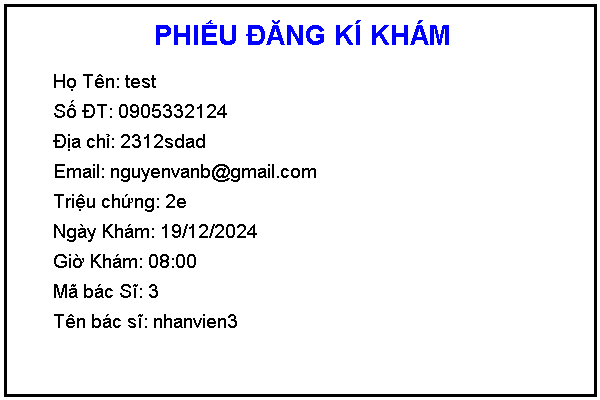 PHIẾU ĐĂNG KÍ KHÁM
Họ Tên: test
Số ĐT: 0905332124
Địa chỉ: 2312sdad
Email: nguyenvanb@gmail.com
Triệu chứng: 2e
Ngày Khám: 19/12/2024
Giờ Khám: 08:00
Mã bác Sĩ: 3
Tên bác sĩ: nhanvien3